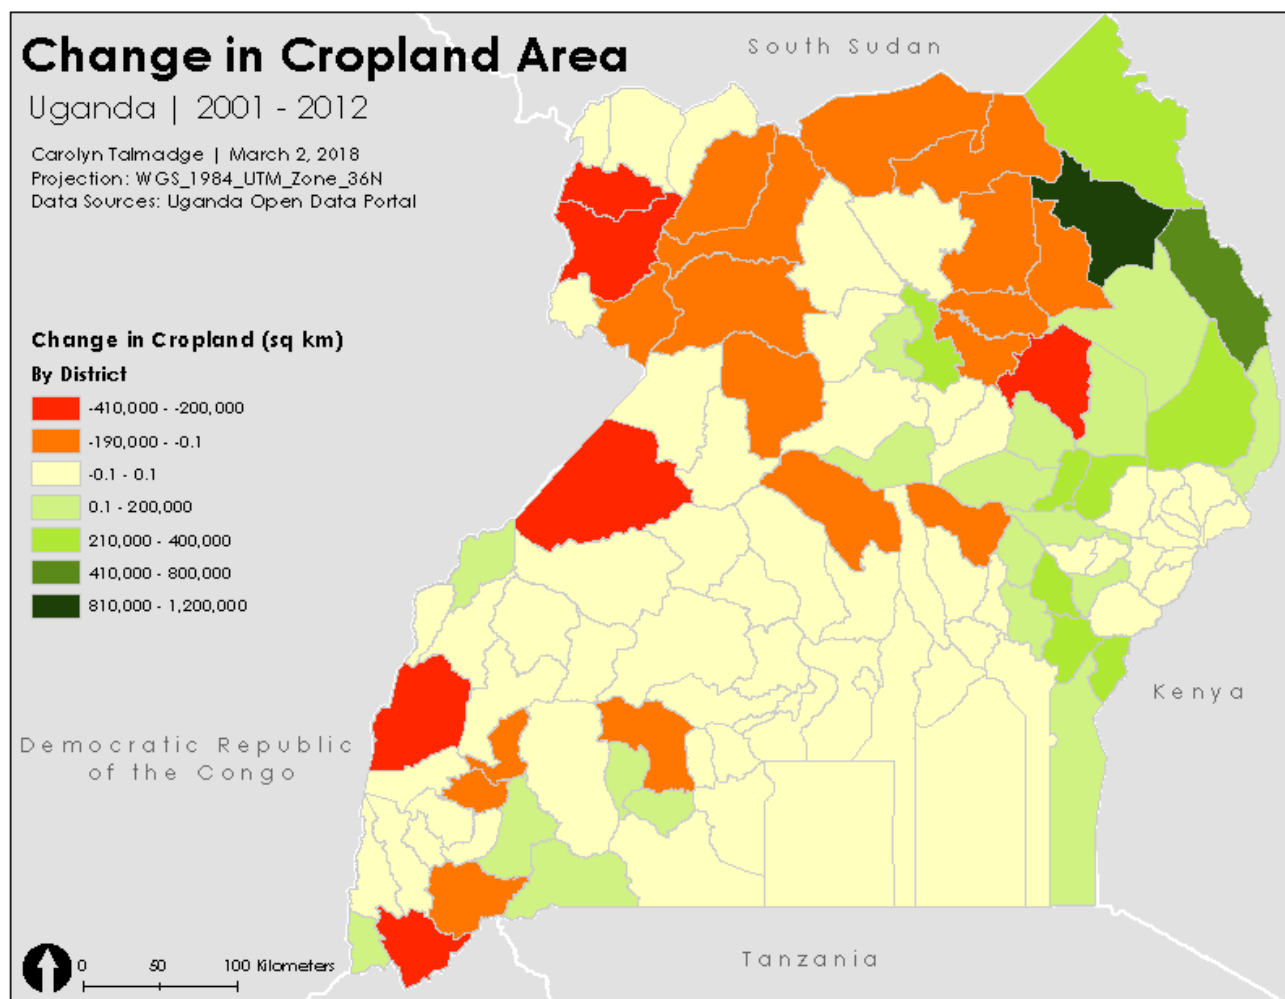 Change in Cropland Area
Uganda | 2001 - 2012
Carolyn Talmadge | March 2, 2018
Projection: WGS_1984_UTM_Zone_36N
Data Sources: Uganda Open Data Portal
South Sudan
Change in Cropland (sq km)
By District
-410,000 - -200,000
-190,000 - -0.1
-0.1 - 0.1
0.1 - 200,000
210,000 - 400,000
410,000 - 800,000
810,000 - 1,200,000
Kenya
Democratic Republic
of the Congo
Tanzania
0 50 100 Kilometers